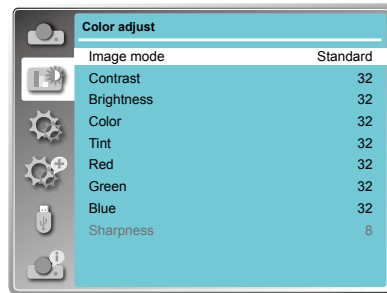 Color adjust
Image mode Standard
Contrast 32
Brightness 32
Color 32
Tint 32
Red 32
Green 32
Blue 32
Sharpness 8